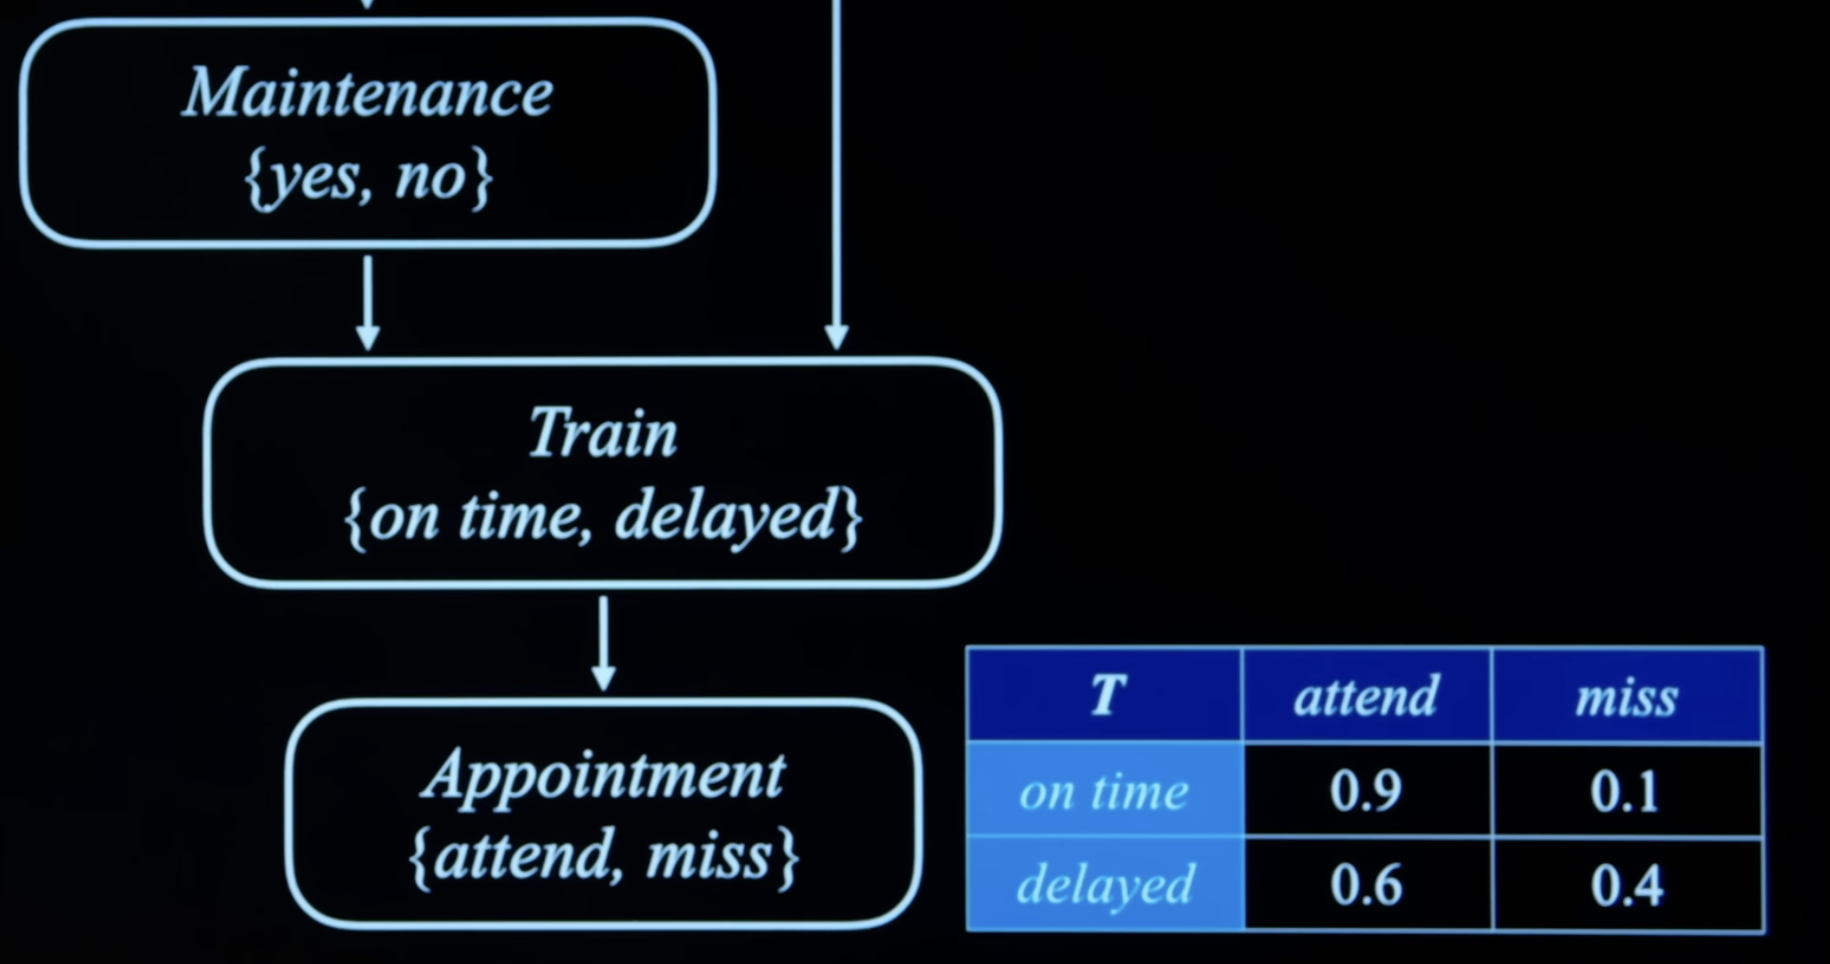 Maintenance
{yes, no}
Train
{on time, delayed}
Appointment
{attend, miss}
T attend miss
on time 0.9 0.1
delayed 0.6 0.4